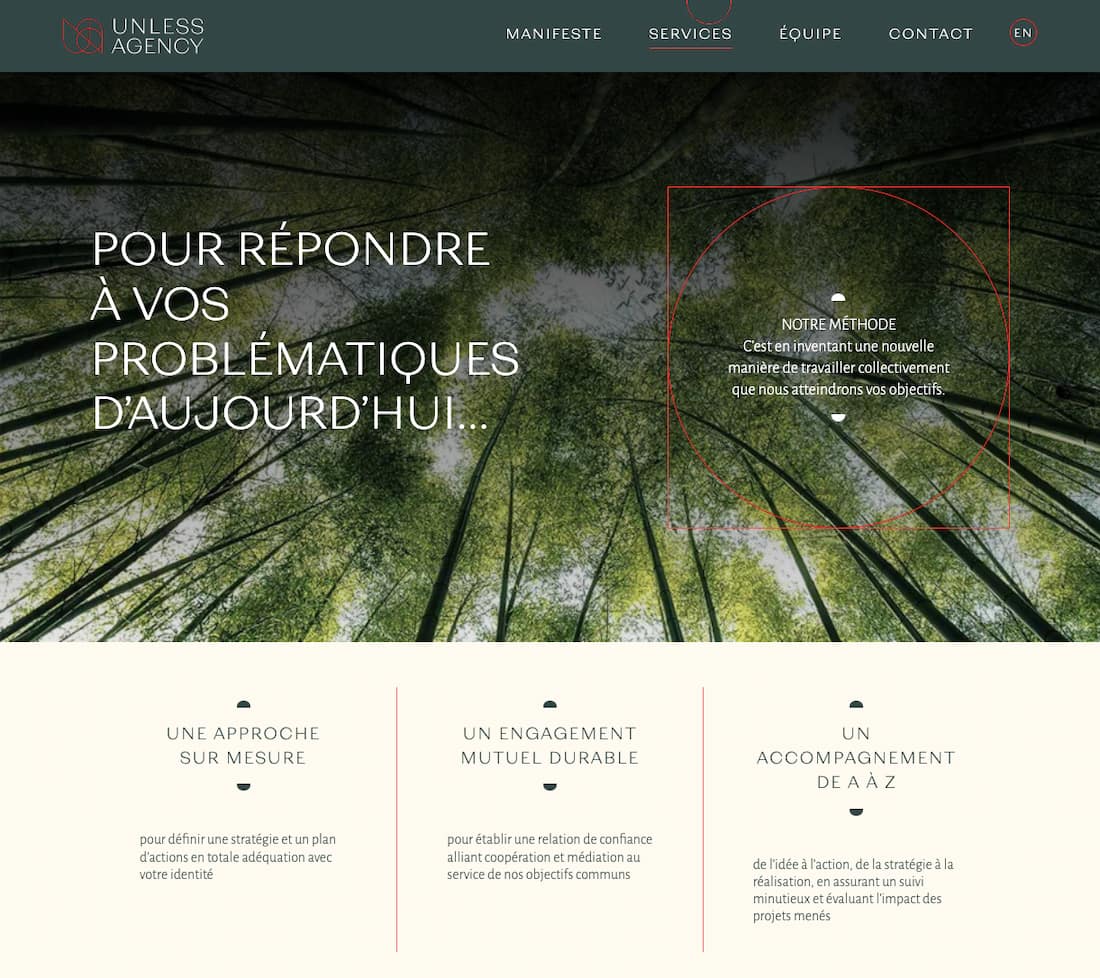 UNLESS
AGENCY
MANIFESTE
SERVICES
ÉQUIPE
CONTACT
EN
POUR RÉPONDRE
À VOS
PROBLÉMATIQUES
D’AUJOURD’HUI...
NOTRE MÉTHODE
C’est en inventant une nouvelle
manière de travailler collectivement
que nous atteindrons vos objectifs.
UNE APPROCHE
SUR MESURE
pour définir une stratégie et un plan
d’actions en totale adéquation avec
votre identité
UN ENGAGEMENT
MUTUEL DURABLE
pour établir une relation de confiance
alliant coopération et médiation au
service de nos objectifs communs
UN
ACCOMPAGNEMENT
DE A À Z
de l’idée à l’action, de la stratégie à la
réalisation, en assurant un suivi
minutieux et évaluant l’impact des
projets menés